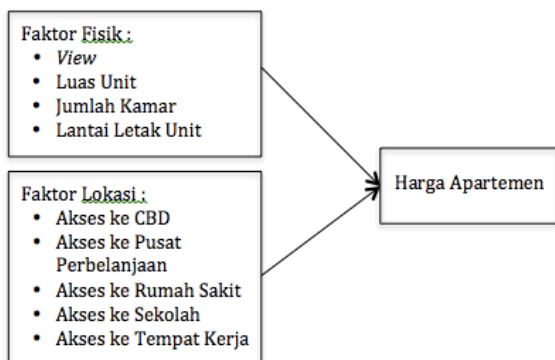 Faktor Fisik :
• View
• Luas Unit
• Jumlah Kamar
• Lantai Letak Unit
Harga Apartemen
Faktor Lokasi :
• Akses ke CBD
• Akses ke Pusat
Perbelanjaan
• Akses ke Rumah Sakit
• Akses ke Sekolah
• Akses ke Tempat Kerja